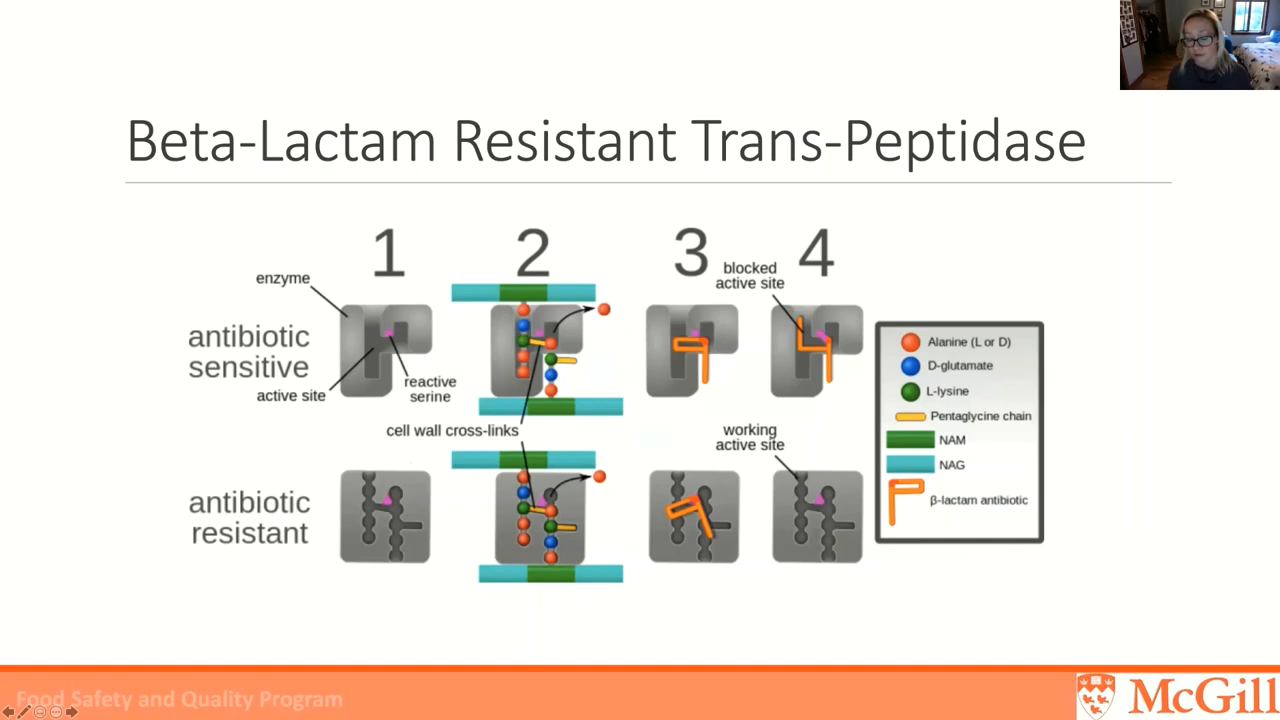 Beta-Lactam Resistant Trans-Peptidase
1
2
3
4
enzyme
blocked
active site
antibiotic
sensitive
active site
reactive
serine
cell wall cross-links
working
active site
antibiotic
resistant
Alanine (L or D)
D-glutamate
L-lysine
Pentaglycine chain
NAM
NAG
β-lactam antibiotic
Food Safety and Quality Program
McGill